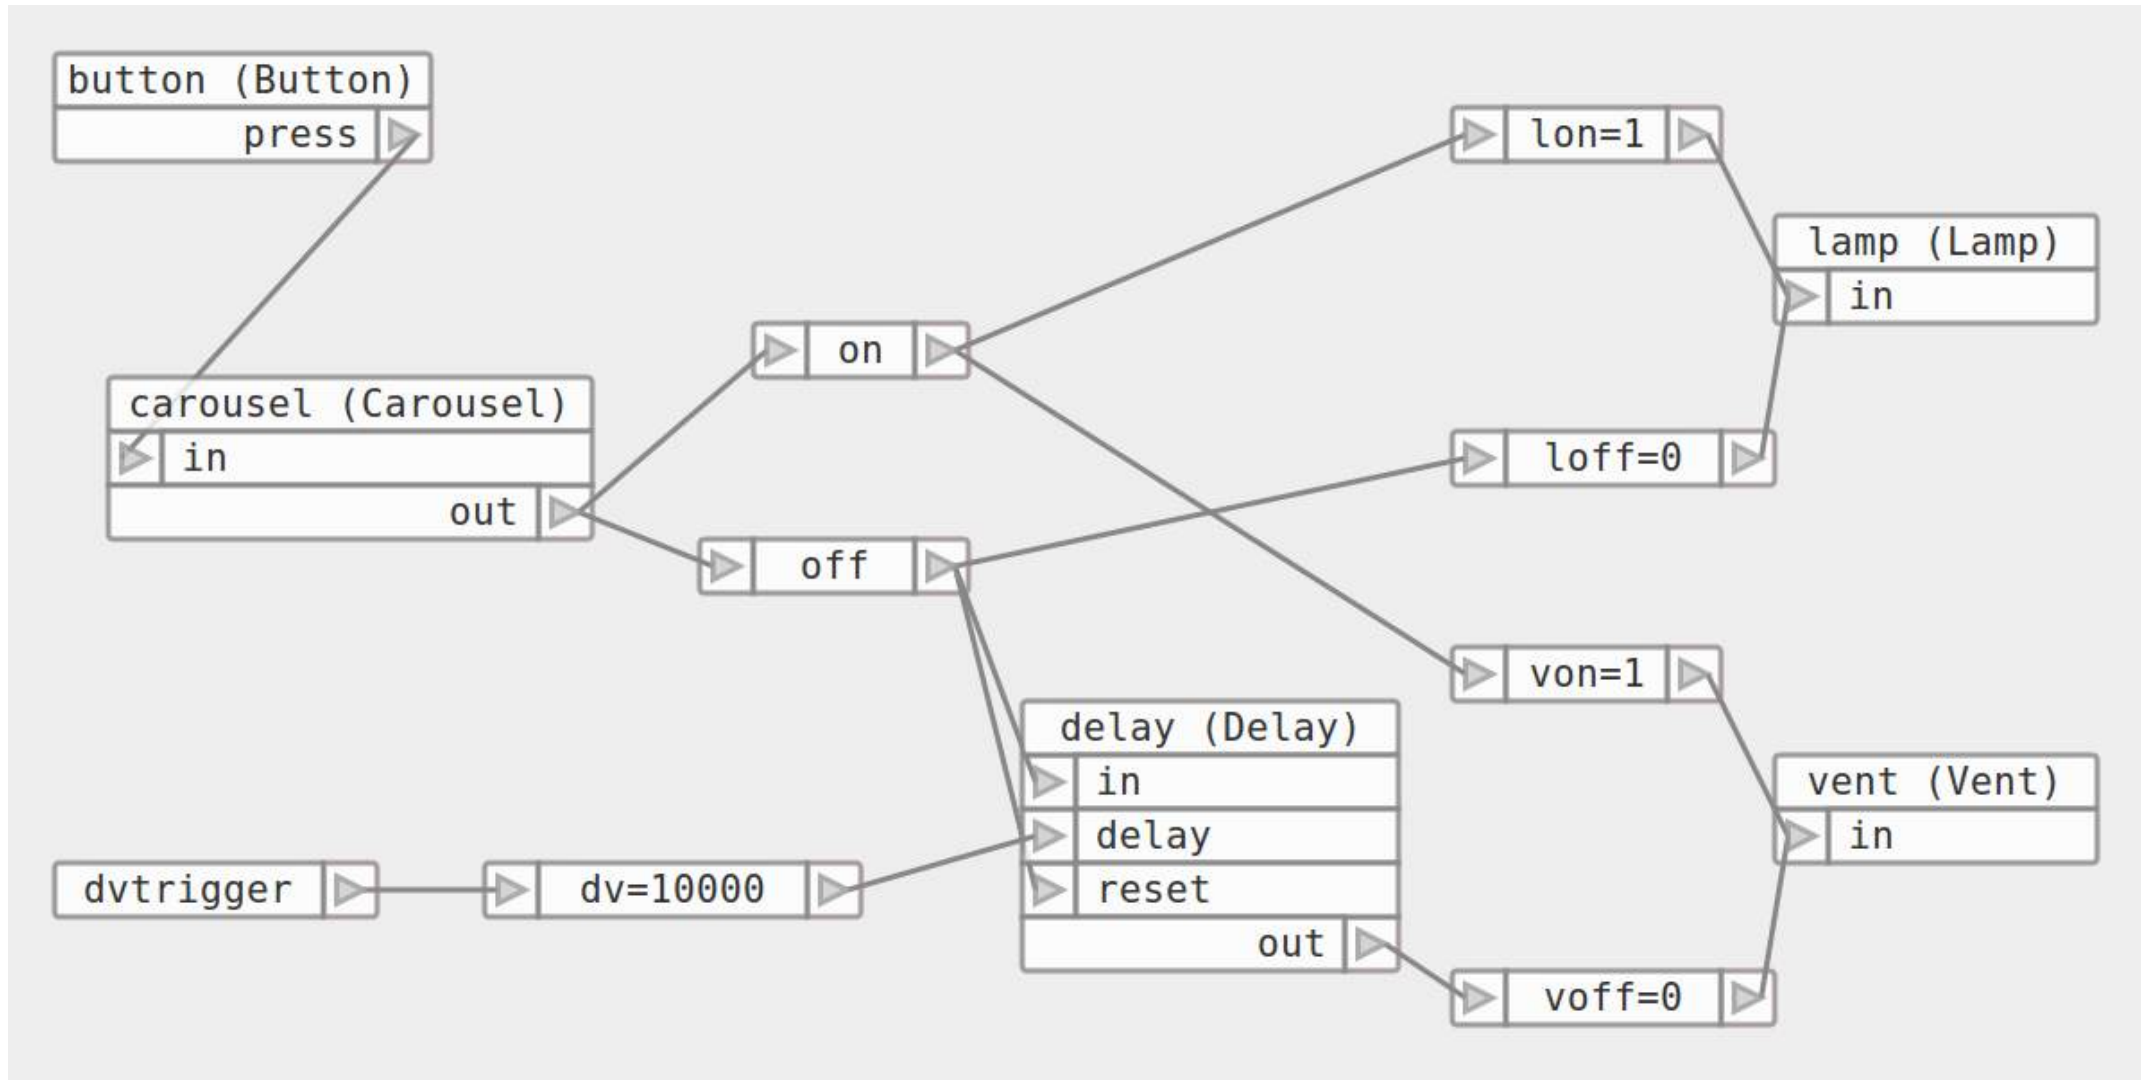 button (Button)
press
lon=1
lamp (Lamp)
in
on
carousel (Carousel)
in
out
loff=0
off
von=1
delay (Delay)
in
delay
reset
out
vent (Vent)
in
dvtrigger
dv=10000
voff=0